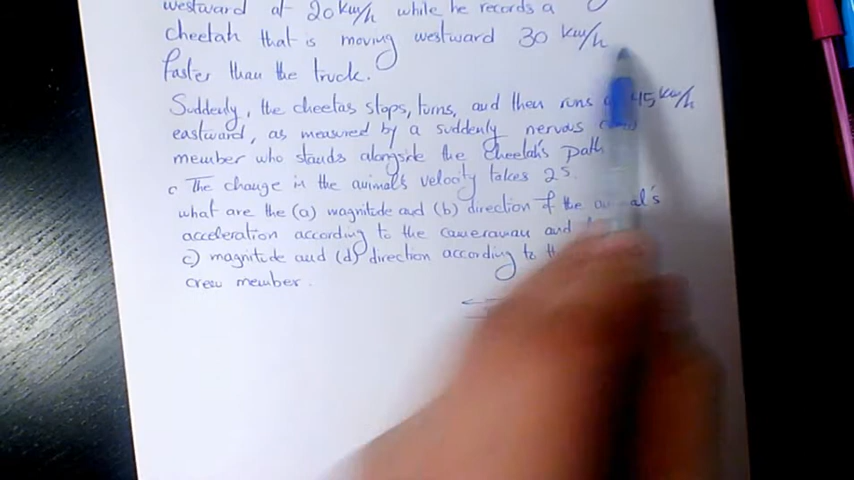 westward at 20 km/h while he records a
cheetah that is moving westward 30 km/h
faster than the truck.
Suddenly, the cheetas stops, turns, and then runs 45 km/h
eastward, as measured by a suddenly nervous
member who stands alongside the cheetah's path
c The change in the animal's velocity takes 2s.
what are the (a) magnitude and (b) direction of the
acceleration according to the cameraman and
c) magnitude and (d) direction according to
crew member.